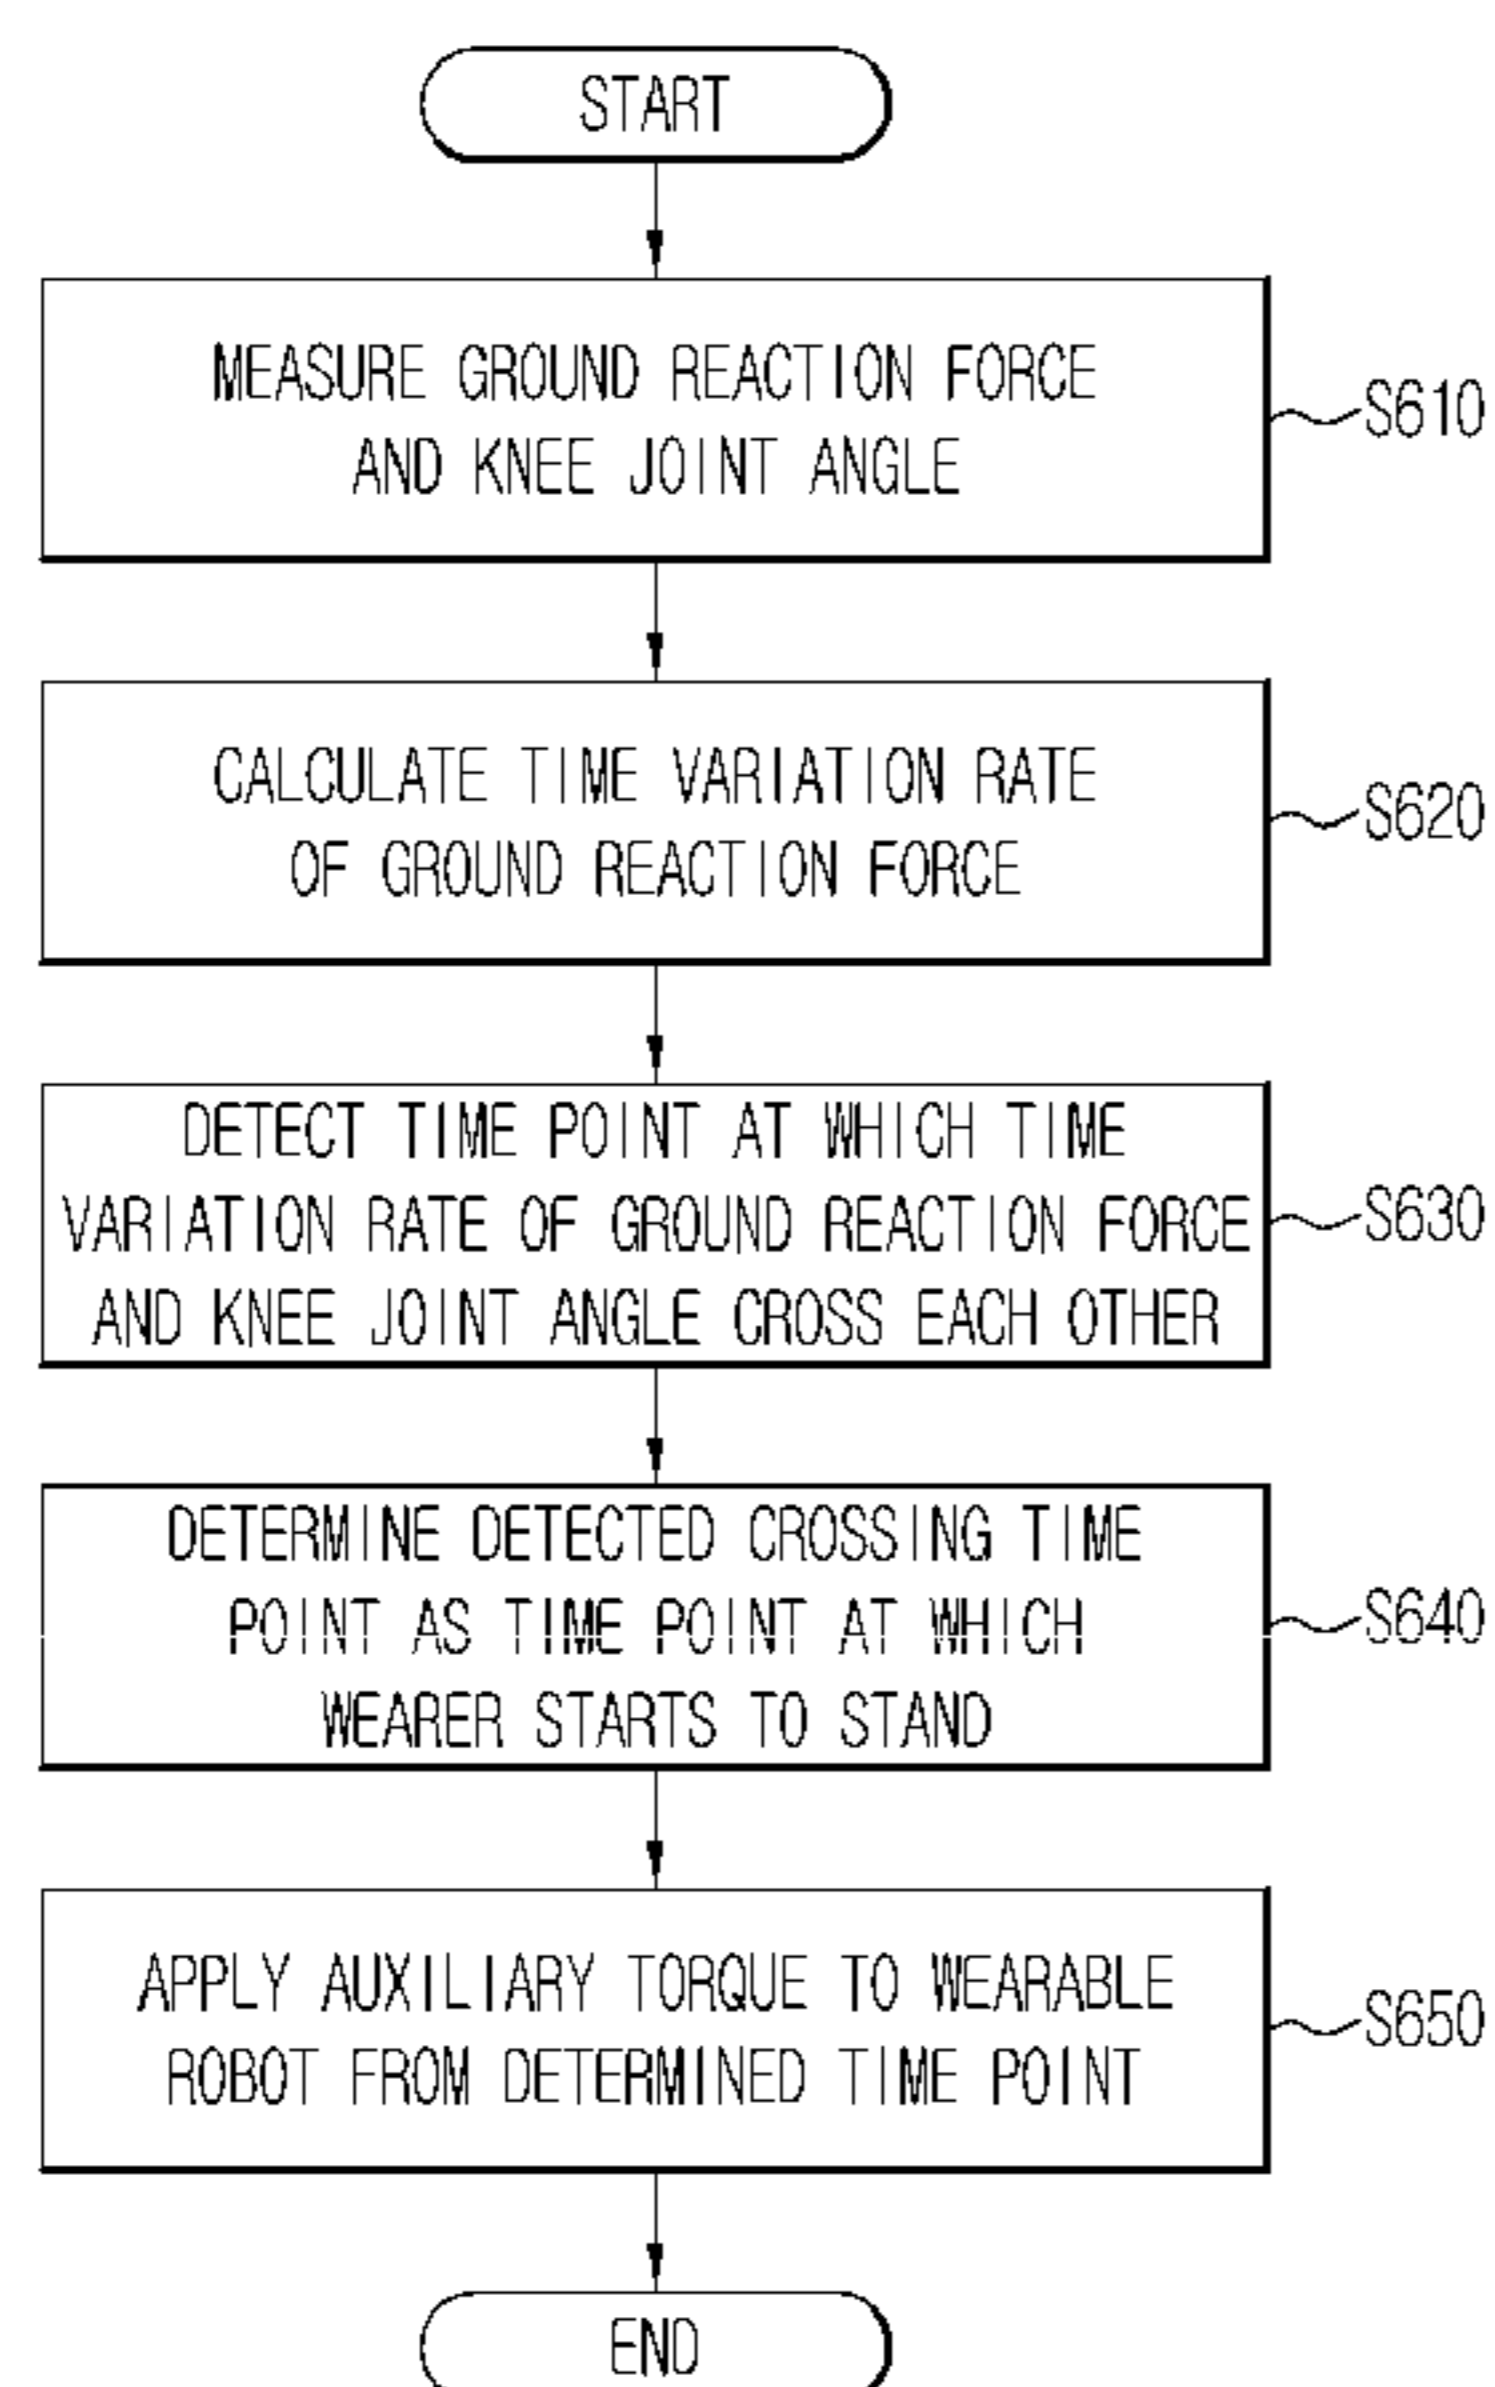 START
MEASURE GROUND REACTION FORCE
AND KNEE JOINT ANGLE
S610
CALCULATE TIME VARIATION RATE
OF GROUND REACTION FORCE
S620
DETECT TIME POINT AT WHICH TIME
VARIATION RATE OF GROUND REACTION FORCE
AND KNEE JOINT ANGLE CROSS EACH OTHER
S630
DETERMINE DETECTED CROSSING TIME
POINT AS TIME POINT AT WHICH
WEARER STARTS TO STAND
S640
APPLY AUXILIARY TORQUE TO WEARABLE
ROBOT FROM DETERMINED TIME POINT
S650
END